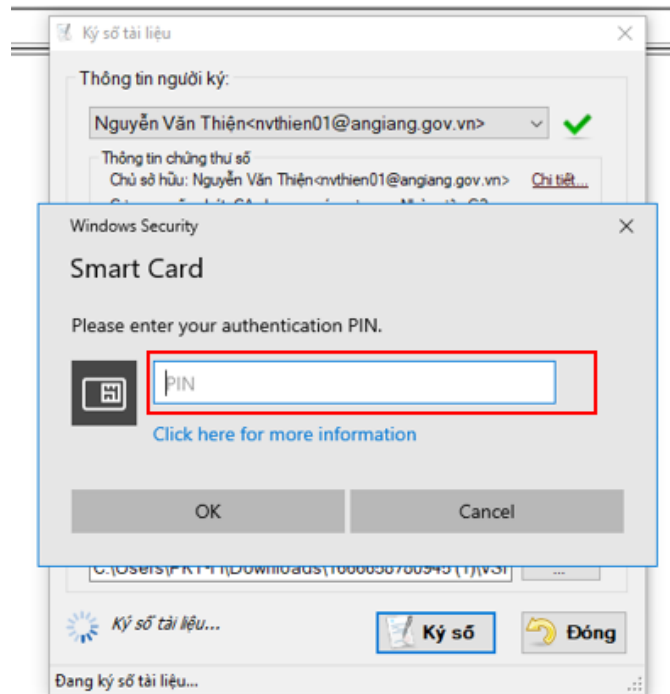 Ký số tài liệu
Thông tin người ký:
Nguyễn Văn Thiện<nvthien01@angiang.gov.vn>
Thông tin chứng thư số
Chủ sở hữu: Nguyễn Văn Thiện<nvthien01@angiang.gov.vn> Chi tiết...
Windows Security
Smart Card
Please enter your authentication PIN.
PIN
Click here for more information
OK Cancel
...
Ký số tài liệu...
Ký số Đóng
Đang ký số tài liệu...